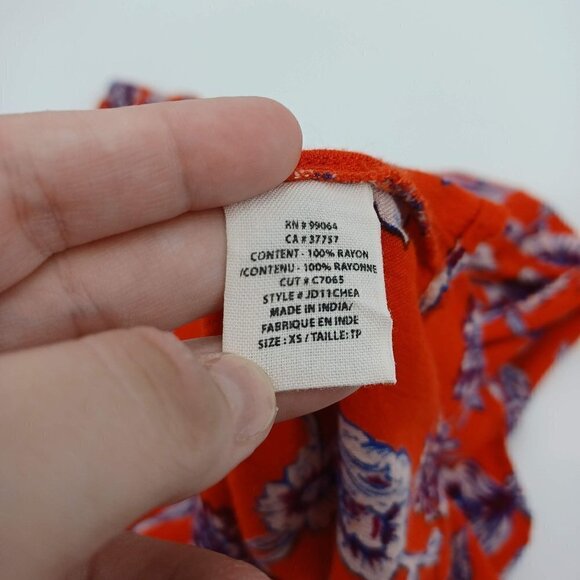 RN # 99064
CA # 37757
CONTENT - 100% RAYON
/CONTENU - 100% RAYONNE
CUT # C7065
STYLE # JD11CHEA
MADE IN INDIA/
FABRIQUE EN INDE
SIZE : XS / TAILLE: TP